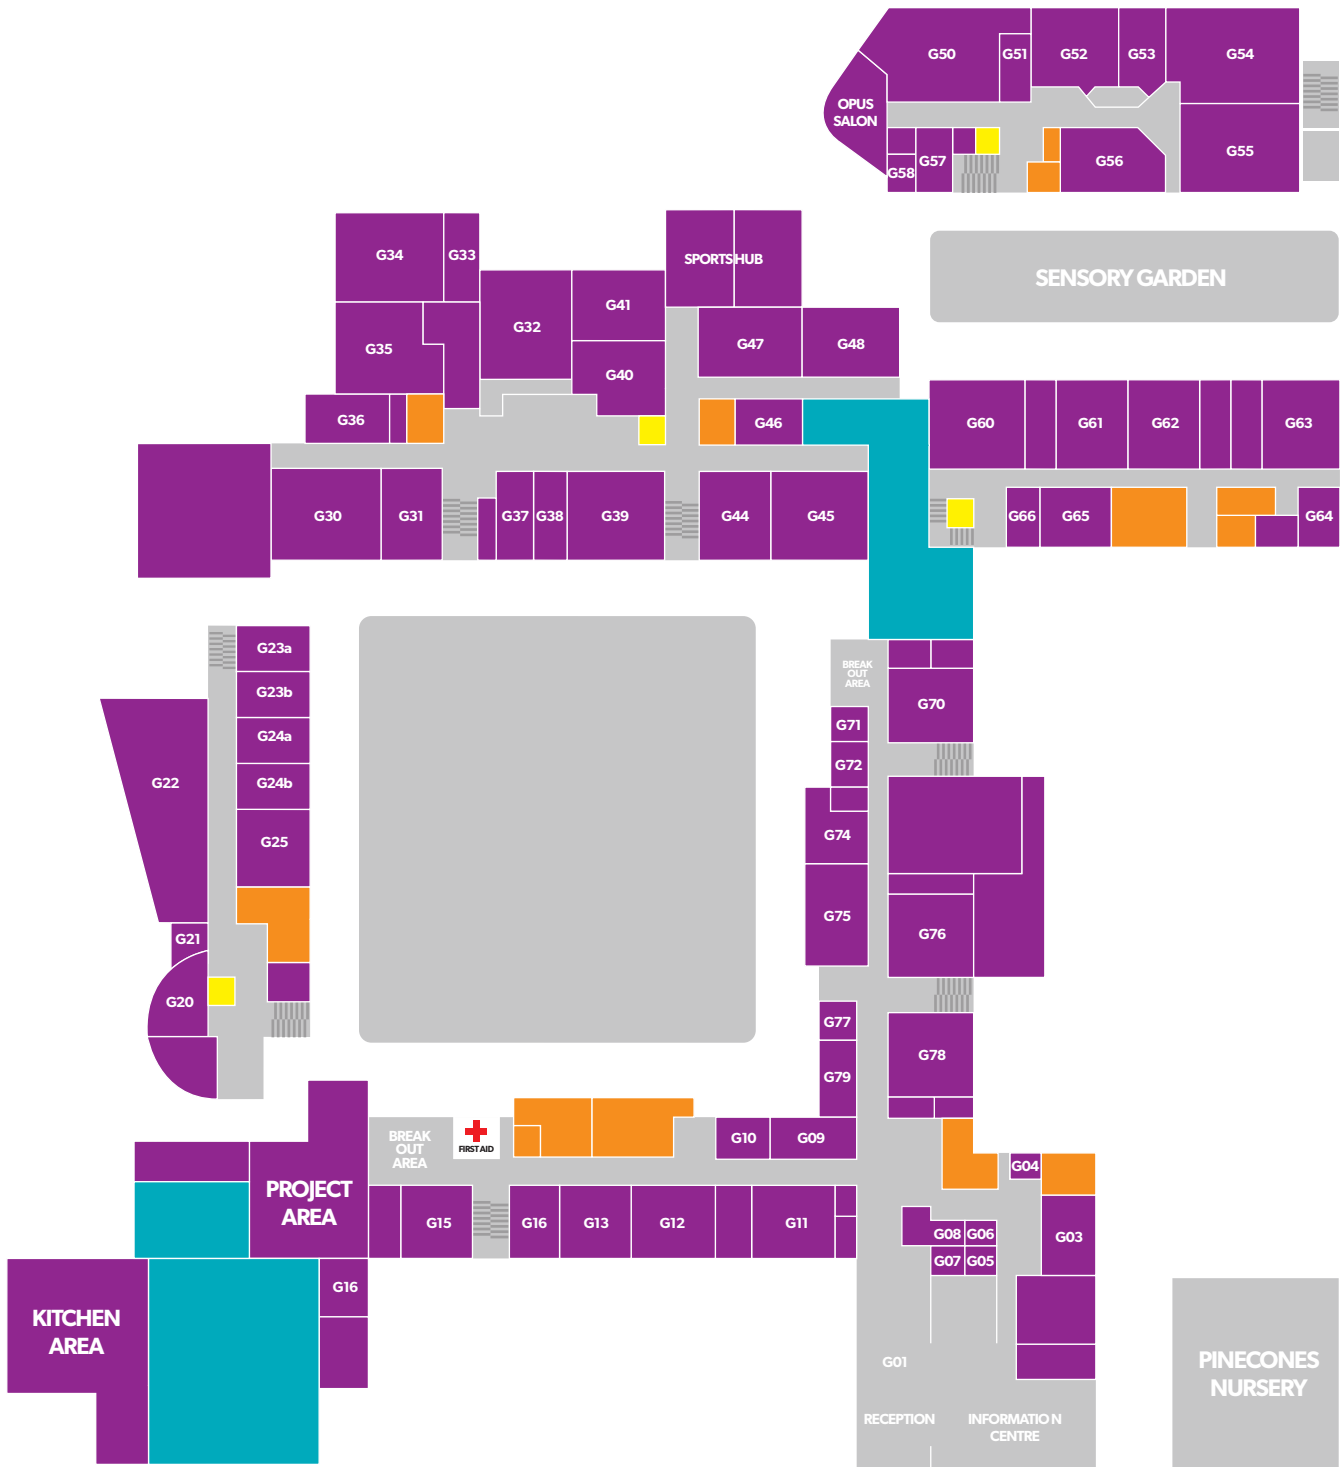 G50
G51
G52
G53
G54
OPUS
SALON
G57
G58
G56
G55
SENSORY GARDEN
G34
G33
SPORTSHUB
G32
G41
G35
G40
G47
G48
G36
G46
G30
G31
G37
G38
G39
G44
G45
G60
G61
G62
G63
G66
G65
G64
G23a
G23b
G24a
G24b
G22
G25
G21
G20
BREAK
OUT
AREA
G70
G71
G72
G74
G75
G76
G77
G78
G79
BREAK
OUT
AREA
FIRST AID
G10
G09
PROJECT
AREA
G15
G16
G13
G12
G11
G04
G03
G08
G06
G07
G05
KITCHEN
AREA
G16
G01
RECEPTION
INFORMATION
CENTRE
PINECONES
NURSERY